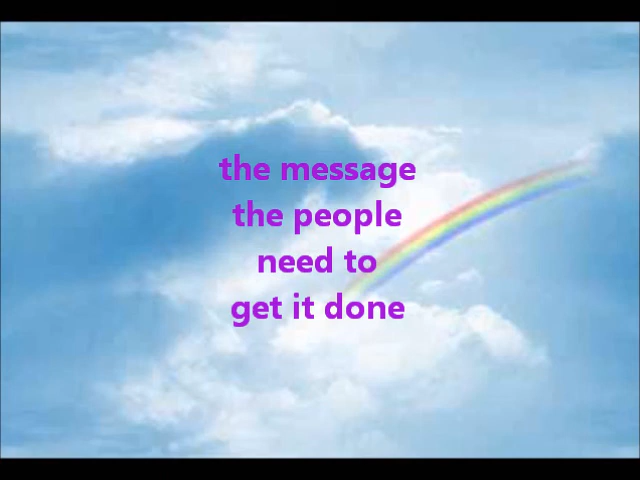 the message
the people
need to
get it done